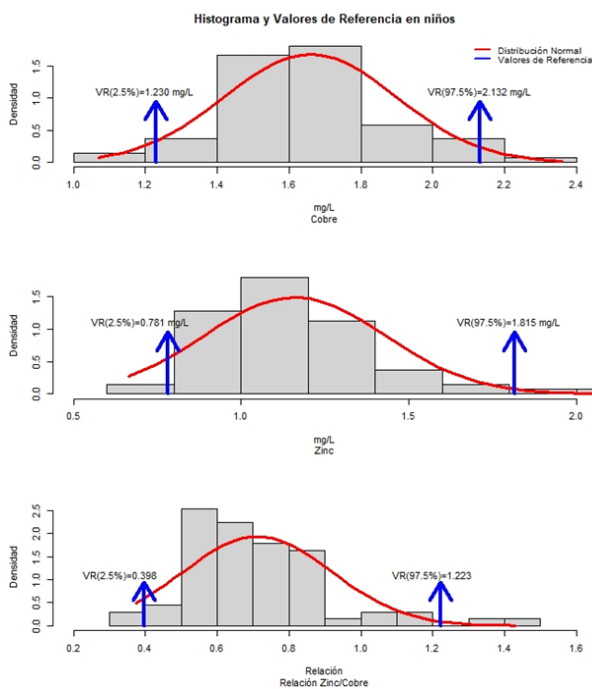 Histograma y Valores de Referencia en niños
Distribución Normal
Valores de Referencia
VR(2.5%)=1.230 mg/L
VR(97.5%)=2.132 mg/L
Densidad
0.0 0.5 1.0 1.5
1.0 1.2 1.4 1.6 1.8 2.0 2.2 2.4
mg/L
Cobre
VR(2.5%)=0.781 mg/L
VR(97.5%)=1.815 mg/L
Densidad
0.0 0.5 1.0 1.5
0.5 1.0 1.5 2.0
mg/L
Zinc
VR(2.5%)=0.398
VR(97.5%)=1.223
Densidad
0.0 0.5 1.0 1.5 2.0 2.5
0.2 0.4 0.6 0.8 1.0 1.2 1.4 1.6
Relación
Relación Zinc/Cobre